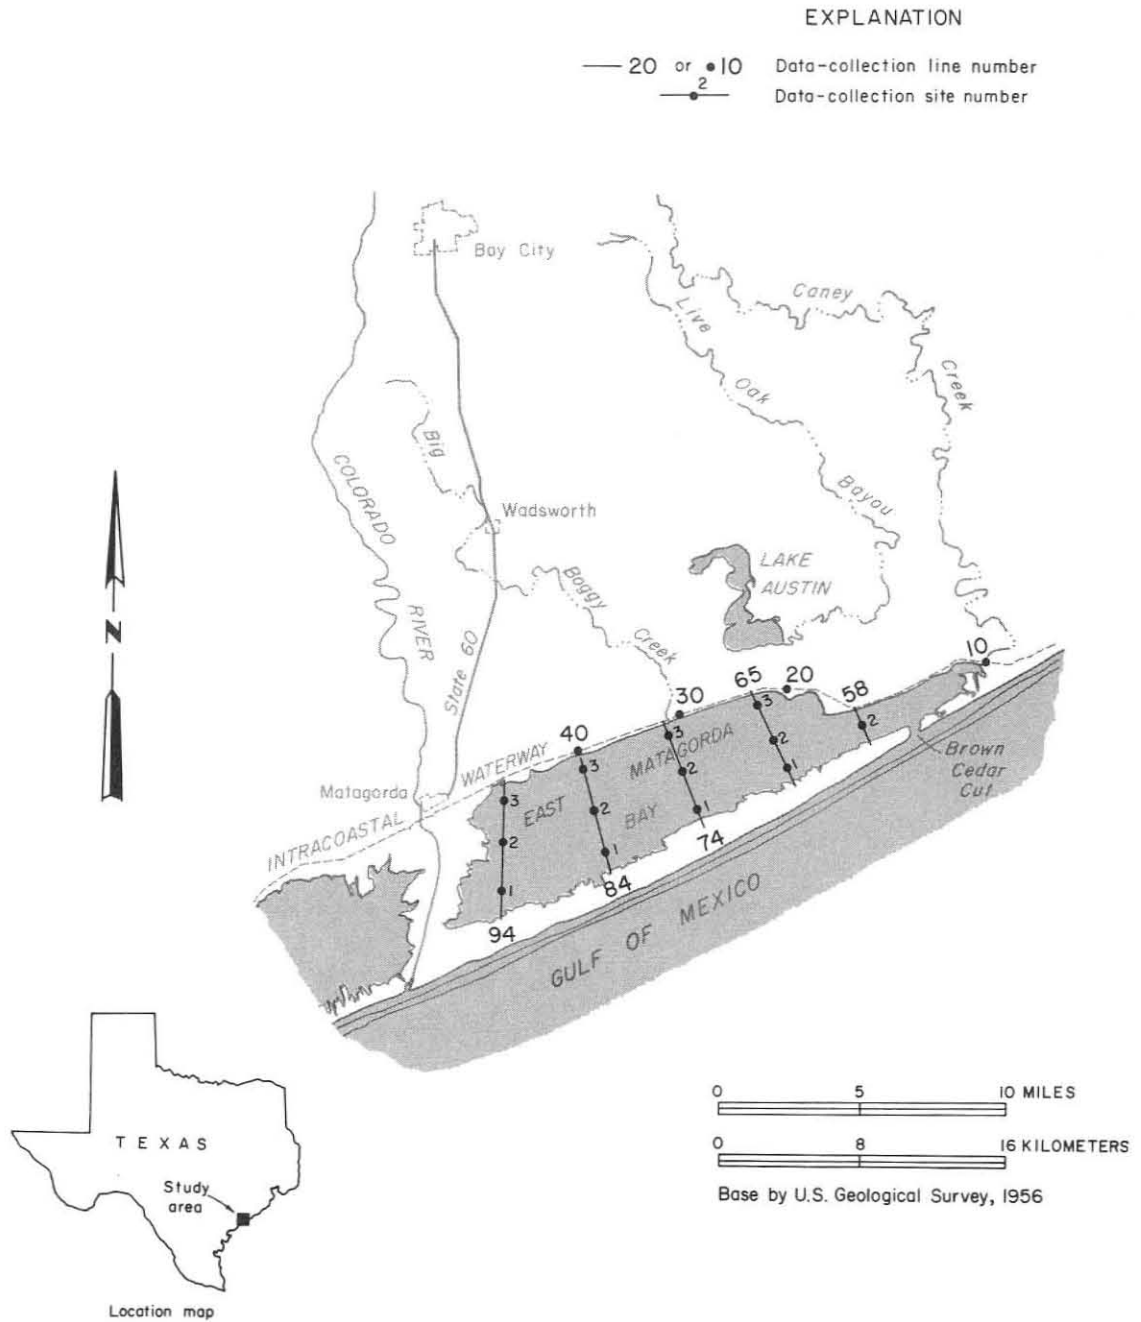 EXPLANATION
20 or 10 Data-collection line number
2 Data-collection site number
Bay City
Caney
Live
Creek
Oak
Big
COLORADO
Bayou
Wadsworth
LAKE
AUSTIN
Boggy
RIVER
Creek
State 60
N
10
65
20
58
30
3
2
40
3
2
MATAGORDA
WATERWAY
3
2
1
Brown
Cedar
Cut
Matagorda
3
EAST
2
1
BAY
INTRACOASTAL
2
1
74
1
84
94
GULF OF MEXICO
0 5 10 MILES
0 8 16 KILOMETERS
Base by U.S. Geological Survey, 1956
TEXAS
Study
area
Location map